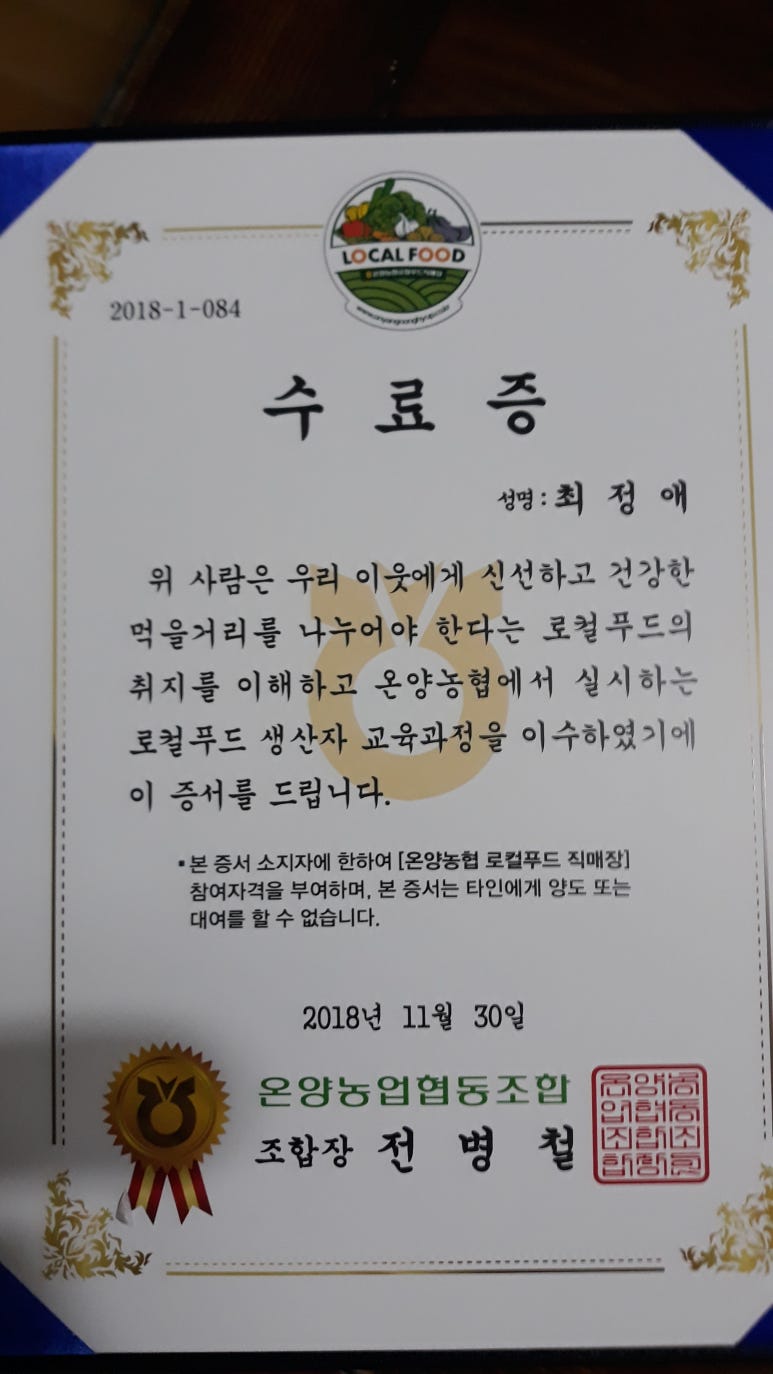 LOCAL FOOD
2018-1-084
수 료 증
성명 : 최 정 애
위 사람은 우리 이웃에게 신선하고 건강한
먹을거리를 나누어야 한다는 로컬푸드의
취지를 이해하고 온양농협에서 실시하는
로컬푸드 생산자 교육과정을 이수하였기에
이 증서를 드립니다.
▪본 증서 소지자에 한하여 [온양농협 로컬푸드 직매장]
참여자격을 부여하며, 본 증서는 타인에게 양도 또는
대여를 할 수 없습니다.
2018년 11월 30일
온양농업협동조합
조합장 전 병 철